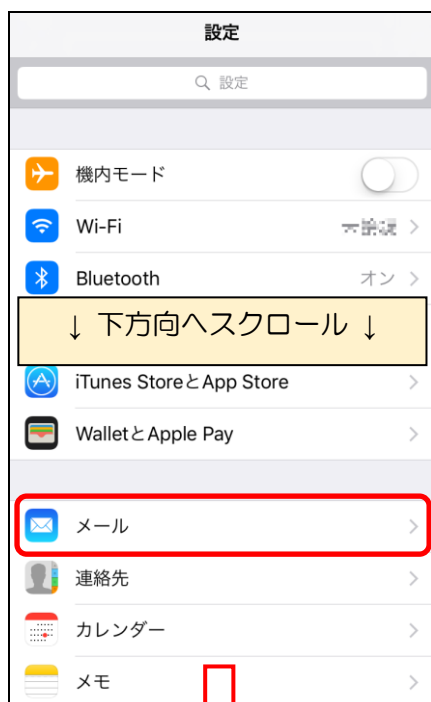 設定
設定
機内モード
Wi-Fi
Bluetooth オン
↓ 下方向へスクロール ↓
iTunes StoreとApp Store
WalletとApple Pay
メール
連絡先
カレンダー
メモ